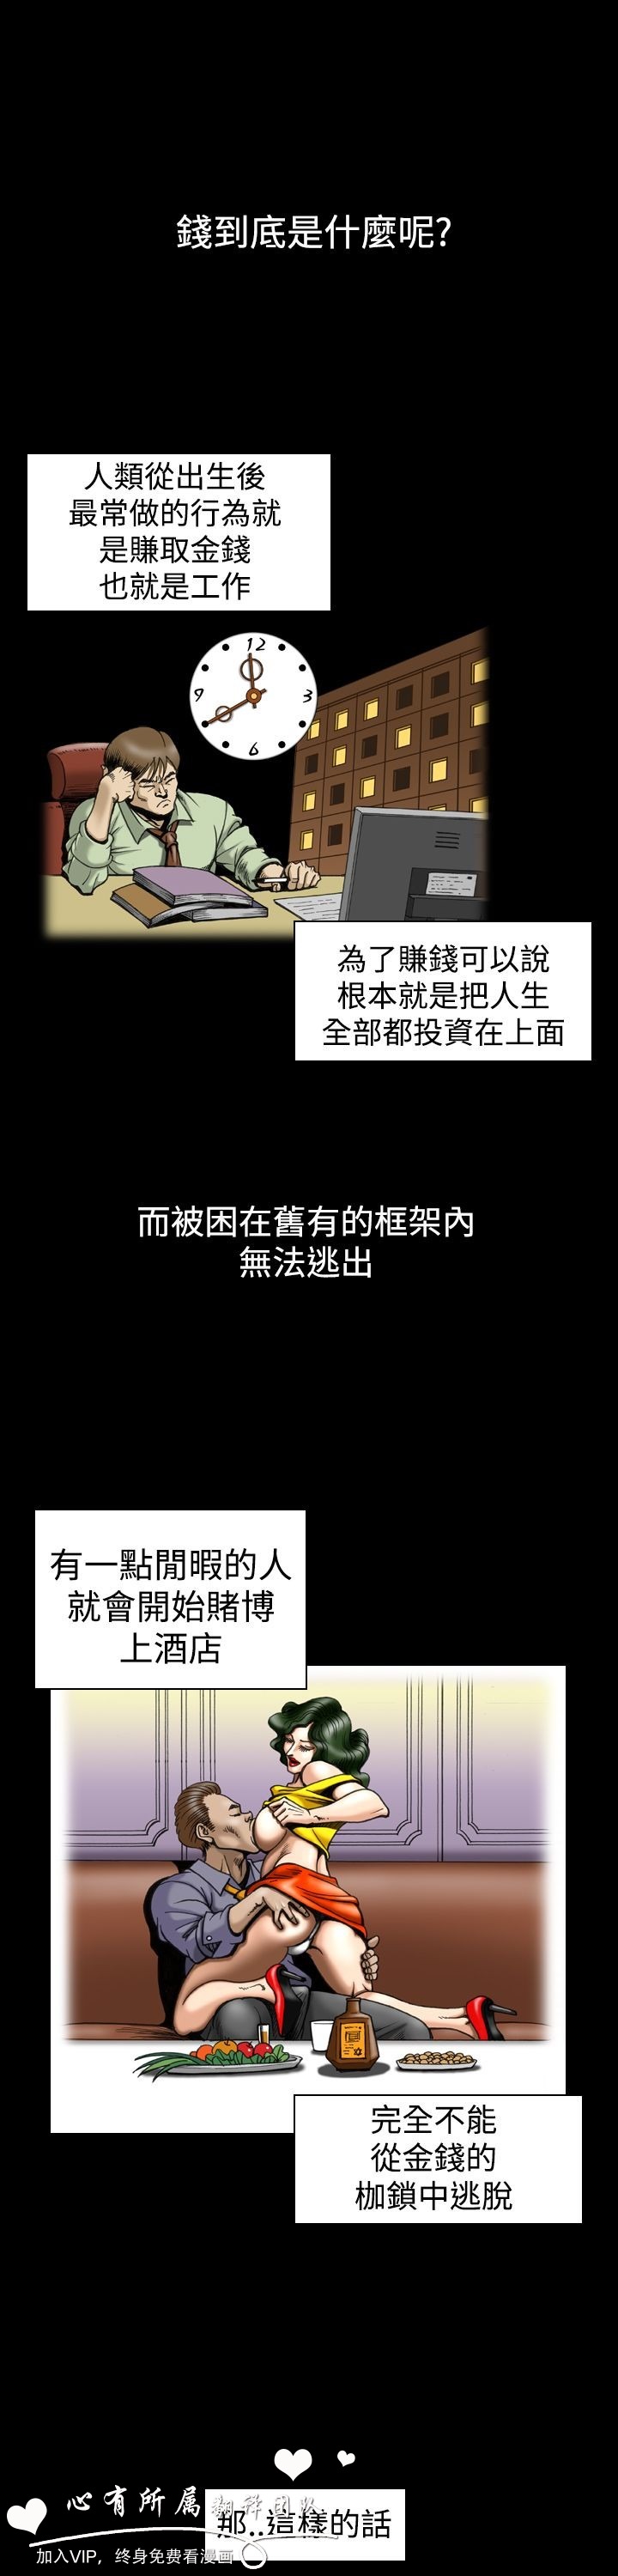 錢到底是什麼呢?
人類從出生後
最常做的行為就
是賺取金錢
也就是工作
12
9
3
6
為了賺錢可以說
根本就是把人生
全部都投資在上面
而被困在舊有的框架內
無法逃出
有一點閒暇的人
就會開始賭博
上酒店
完全不能
從金錢的
枷鎖中逃脫
心有所属翻译团队
那..這樣的話
加入VIP，终身免费看漫画